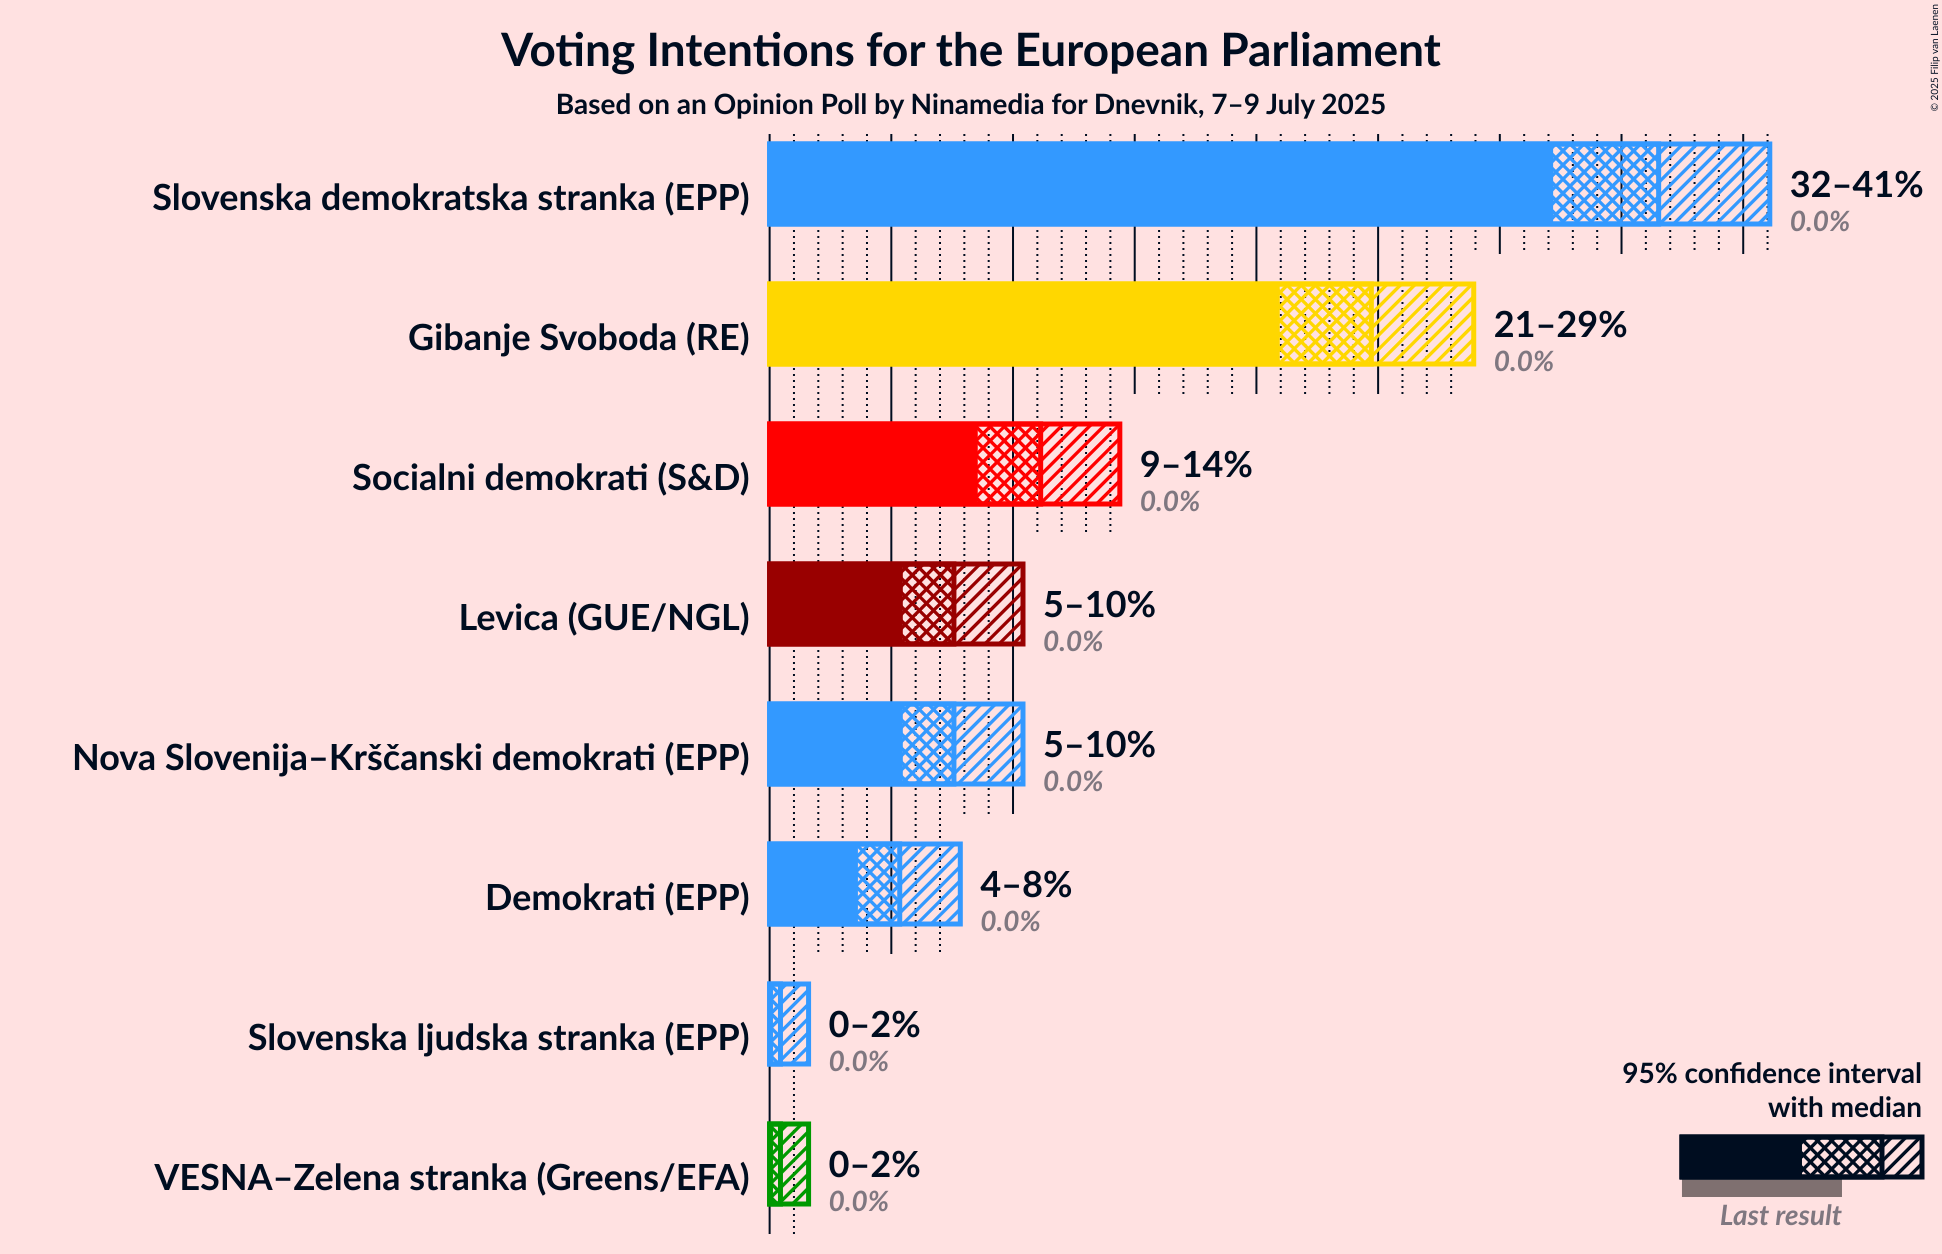 Voting Intentions for the European Parliament
Based on an Opinion Poll by Ninamedia for Dnevnik, 7–9 July 2025
© 2025 Filip van Laenen
Slovenska demokratska stranka (EPP)
32–41%
0.0%
Gibanje Svoboda (RE)
21–29%
0.0%
Socialni demokrati (S&D)
9–14%
0.0%
Levica (GUE/NGL)
5–10%
0.0%
Nova Slovenija–Krščanski demokrati (EPP)
5–10%
0.0%
Demokrati (EPP)
4–8%
0.0%
Slovenska ljudska stranka (EPP)
0–2%
0.0%
VESNA–Zelena stranka (Greens/EFA)
0–2%
0.0%
95% confidence interval
with median
Last result